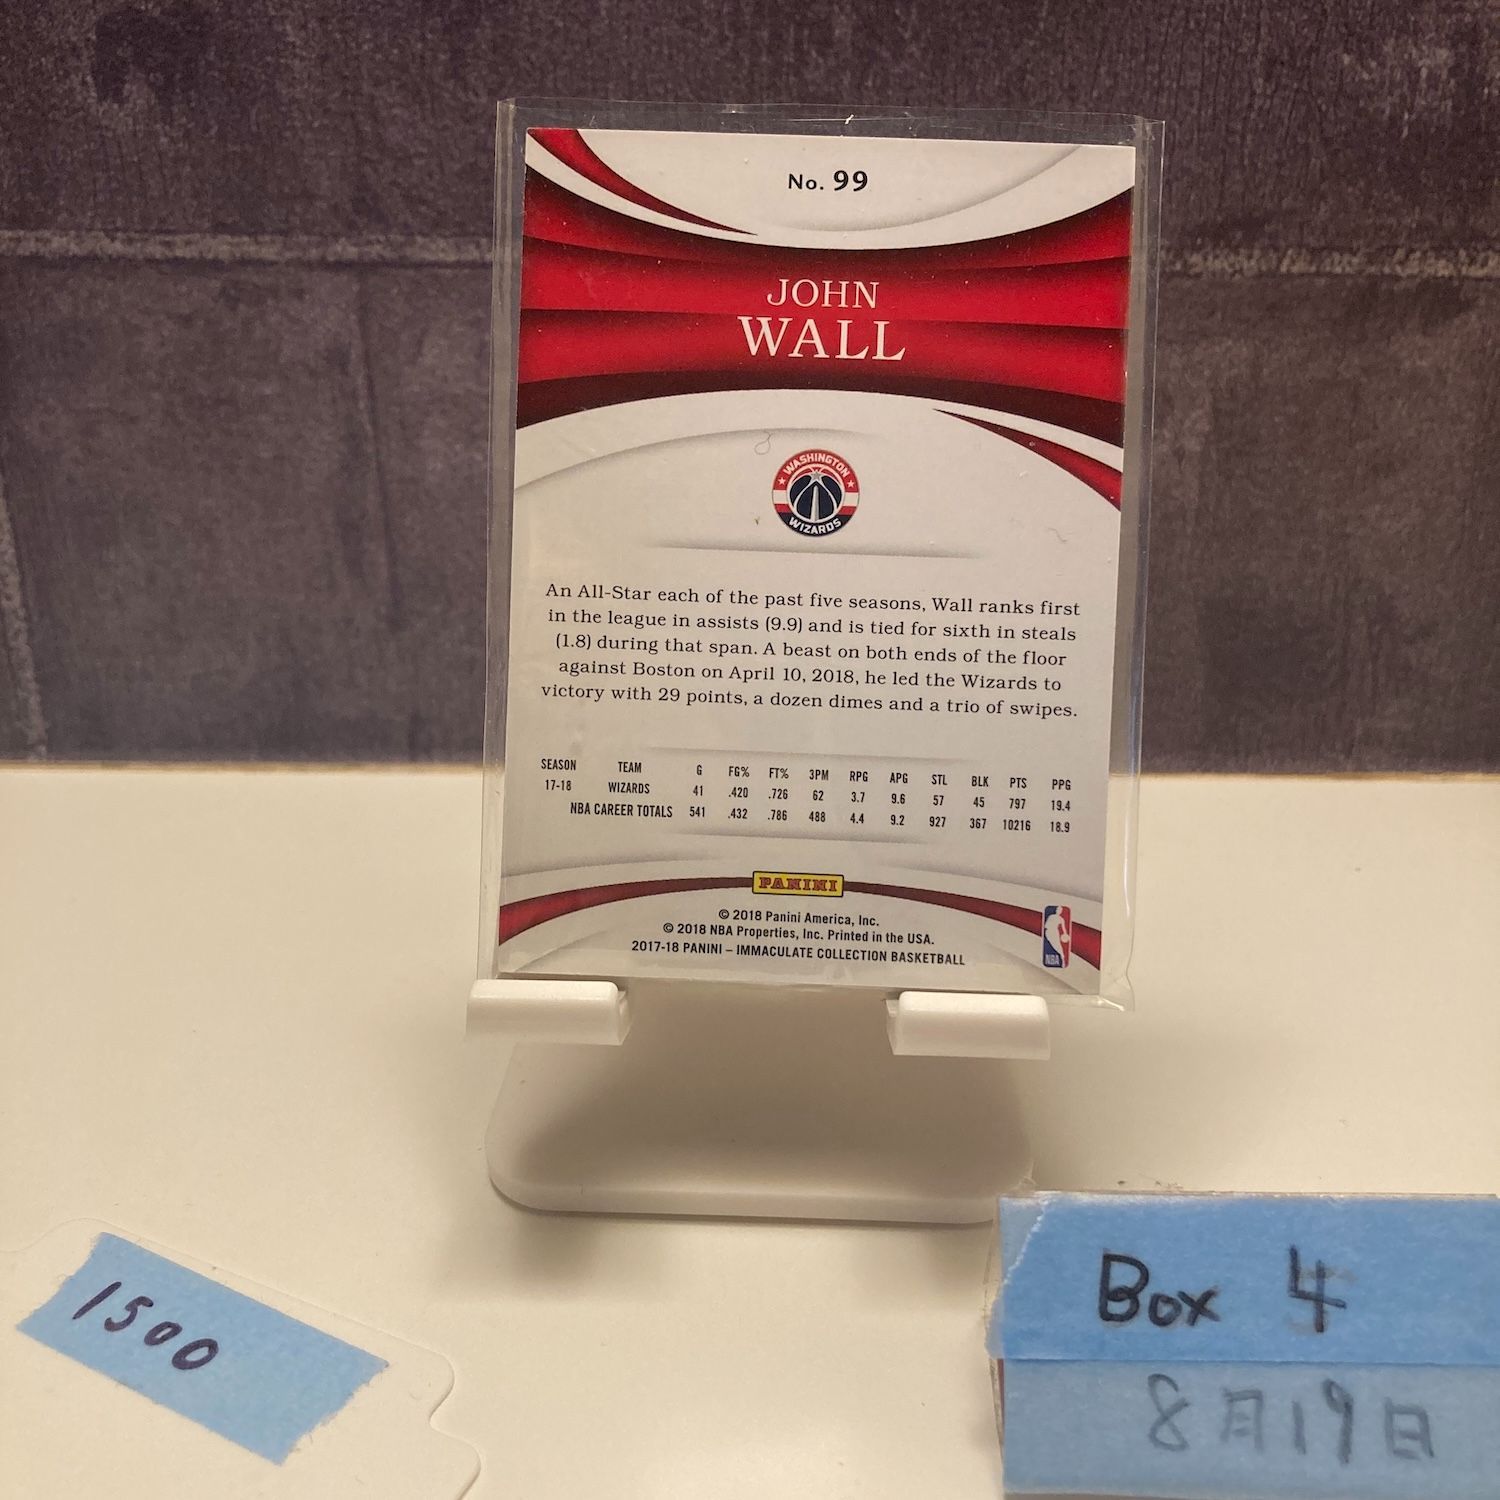 No. 99
JOHN
WALL
WASHINGTON
WIZARDS
An All-Star each of the past five seasons, Wall ranks first
in the league in assists (9.9) and is tied for sixth in steals
(1.8) during that span. A beast on both ends of the floor
against Boston on April 10, 2018, he led the Wizards to
victory with 29 points, a dozen dimes and a trio of swipes.
SEASON TEAM G FG% FT% 3PM RPG APG STL BLK PTS PPG
17-18 WIZARDS 41 .420 .726 62 3.7 9.6 57 45 797 19.4
NBA CAREER TOTALS 541 .432 .786 488 4.4 9.2 927 367 10216 18.9
PANINI
© 2018 Panini America, Inc.
© 2018 NBA Properties, Inc. Printed in the USA.
2017-18 PANINI – IMMACULATE COLLECTION BASKETBALL
NBA
1500
Box 4
8月19日